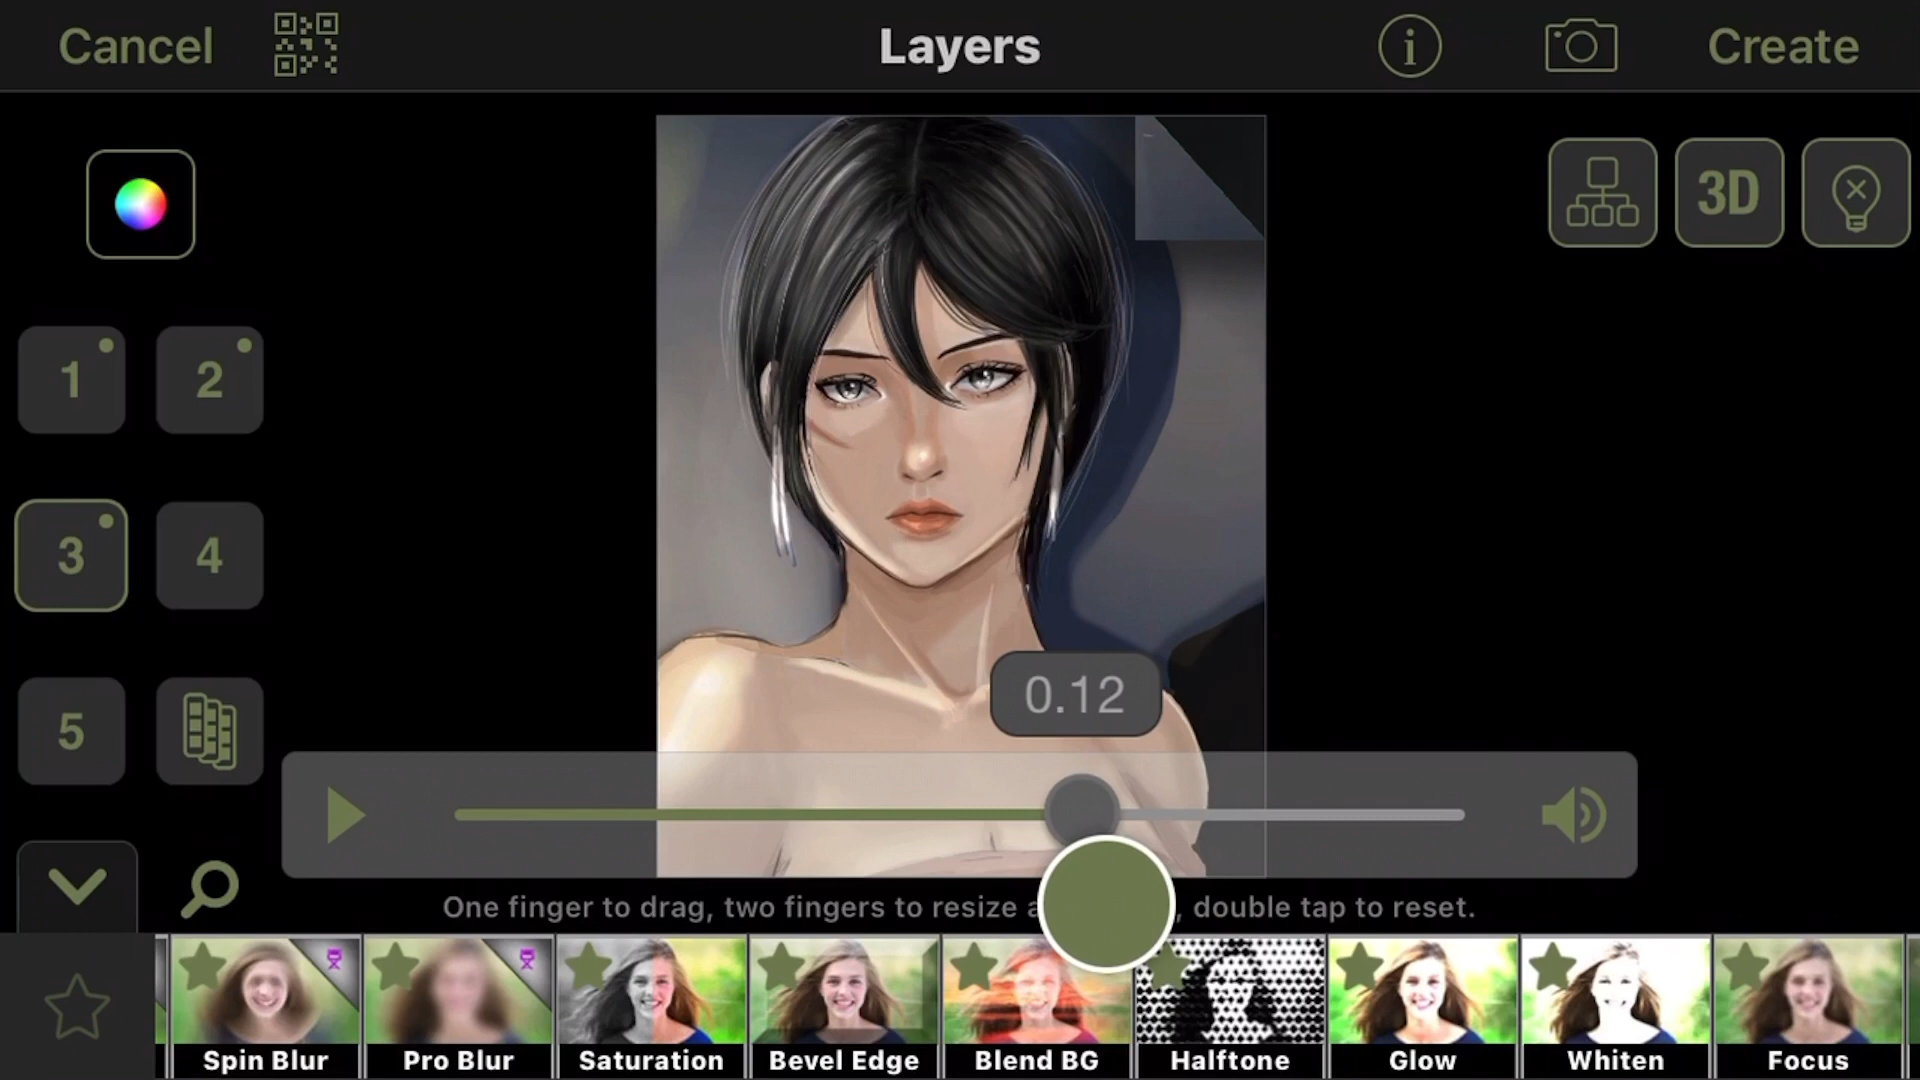 Cancel
Layers
Create
3D
1
2
3
4
5
0.12
One finger to drag, two fingers to resize a , double tap to reset.
Spin Blur
Pro Blur
Saturation
Bevel Edge
Blend BG
Halftone
Glow
Whiten
Focus